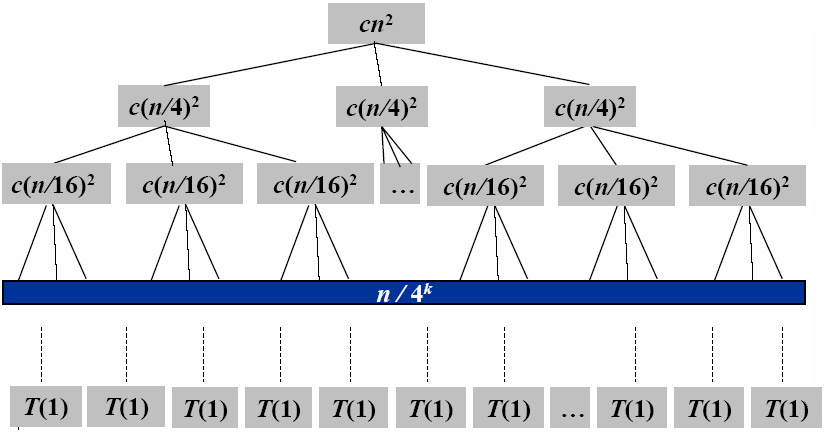 cn²
c(n/4)² c(n/4)² c(n/4)²
c(n/16)² c(n/16)² c(n/16)² … c(n/16)² c(n/16)² c(n/16)²
n / 4ᵏ
T(1) T(1) T(1) T(1) T(1) T(1) T(1) … T(1) T(1) T(1)